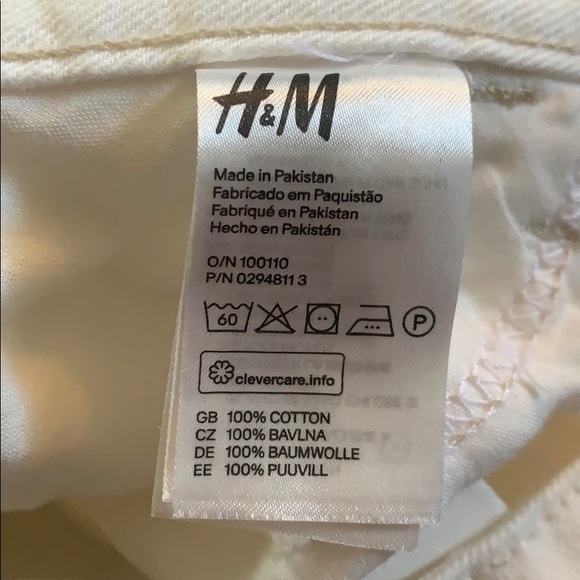 H&M
Made in Pakistan
Fabricado em Paquistão
Fabriqué en Pakistan
Hecho en Pakistán
O/N 100110
P/N 0294811 3
60 P
clevercare.info
GB 100% COTTON
CZ 100% BAVLNA
DE 100% BAUMWOLLE
EE 100% PUUVILL